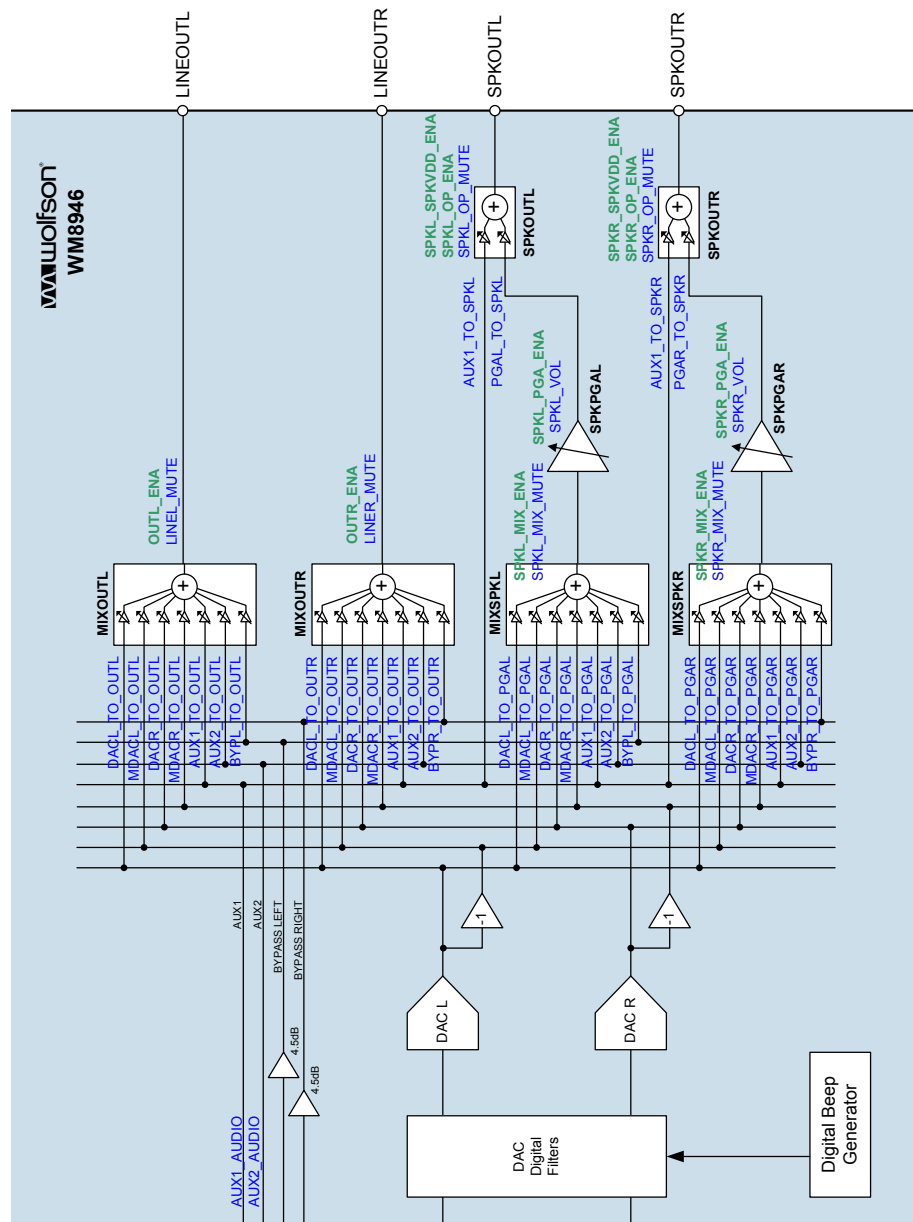 wolfson
WM8946
LINEOUTL
LINEOUTR
SPKOUTL
SPKOUTR
SPKL_SPKVDD_ENA
SPKL_OP_ENA
SPKL_OP_MUTE
SPKOUTL
SPKR_SPKVDD_ENA
SPKR_OP_ENA
SPKR_OP_MUTE
SPKOUTR
AUX1_TO_SPKL
PGAL_TO_SPKL
AUX1_TO_SPKR
PGAR_TO_SPKR
SPKL_PGA_ENA
SPKL_VOL
SPKPGAL
SPKR_PGA_ENA
SPKR_VOL
SPKPGAR
OUTL_ENA
LINEL_MUTE
OUTR_ENA
LINER_MUTE
SPKL_MIX_ENA
SPKL_MIX_MUTE
SPKR_MIX_ENA
SPKR_MIX_MUTE
MIXOUTL
+
MIXOUTR
+
MIXSPKL
+
MIXSPKR
+
+
+
DACL_TO_OUTL
MDACL_TO_OUTL
DACR_TO_OUTL
MDACR_TO_OUTL
AUX1_TO_OUTL
AUX2_TO_OUTL
BYPL_TO_OUTL
DACL_TO_OUTR
MDACL_TO_OUTR
DACR_TO_OUTR
MDACR_TO_OUTR
AUX1_TO_OUTR
AUX2_TO_OUTR
BYPR_TO_OUTR
DACL_TO_PGAL
MDACL_TO_PGAL
DACR_TO_PGAL
MDACR_TO_PGAL
AUX1_TO_PGAL
AUX2_TO_PGAL
BYPL_TO_PGAL
DACL_TO_PGAR
MDACL_TO_PGAR
DACR_TO_PGAR
MDACR_TO_PGAR
AUX1_TO_PGAR
AUX2_TO_PGAR
BYPR_TO_PGAR
AUX1
AUX2
BYPASS LEFT
BYPASS RIGHT
-1
-1
4.5dB
4.5dB
DAC L
DAC R
AUX1_AUDIO
AUX2_AUDIO
DAC
Digital
Filters
Digital Beep
Generator